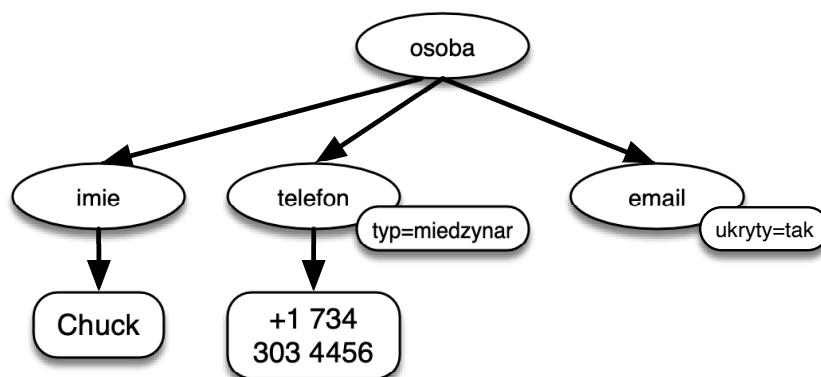 osoba
imie
telefon
email
typ=miedzynar
ukryty=tak
Chuck
+1 734
303 4456